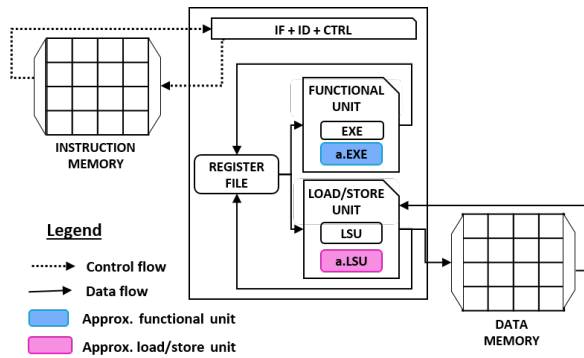 IF + ID + CTRL
FUNCTIONAL
UNIT
EXE
a.EXE
INSTRUCTION
MEMORY
REGISTER
FILE
LOAD/STORE
UNIT
LSU
a.LSU
DATA
MEMORY
Legend
Control flow
Data flow
Approx. functional unit
Approx. load/store unit